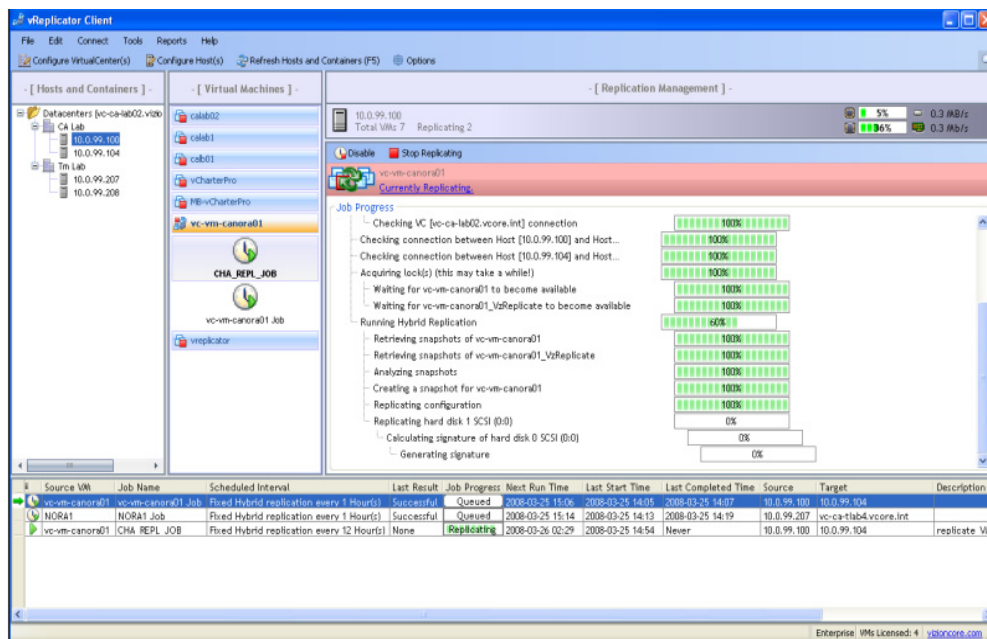 vReplicator Client
File Edit Connect Tools Reports Help
Configure VirtualCenter(s) Configure Host(s) Refresh Hosts and Containers (F5) Options
- [ Hosts and Containers ] - - [ Virtual Machines ] - - [ Replication Management ] -
Datacenters [vc-ca-lab02.vizio
CA Lab
10.0.99.100
10.0.99.104
Tm Lab
10.0.99.207
10.0.99.208
calab02
calab1
calb01
vCharterPro
MB-vCharterPro
vc-vm-canora01
CHA_REPL_JOB
vc-vm-canora01 Job
vreplicator
10.0.99.100
Total VMs 7 Replicating 2
5% 0.3 MB/s
36% 0.3 Mb/s
Disable Stop Replicating
vc-vm-canora01
Currently Replicating.
Job Progress
Checking VC [vc-ca-lab02.vcore.int] connection 100%
Checking connection between Host [10.0.99.100] and Host... 100%
Checking connection between Host [10.0.99.104] and Host... 100%
Acquiring lock(s) (this may take a while!) 100%
Waiting for vc-vm-canora01 to become available 100%
Waiting for vc-vm-canora01_VzReplicate to become available 100%
Running Hybrid Replication 60%
Retrieving snapshots of vc-vm-canora01 100%
Retrieving snapshots of vc-vm-canora01_VzReplicate 100%
Analyzing snapshots 100%
Creating a snapshot for vc-vm-canora01 100%
Replicating configuration 100%
Replicating hard disk 1 SCSI (0:0) 0%
Calculating signature of hard disk 0 SCSI (0:0) 0%
Generating signature 0%
Source VM Job Name Scheduled Interval Last Result Job Progress Next Run Time Last Start Time Last Completed Time Source Target Description
vc-vm-canora01 vc-vm-canora01 Job Fixed Hybrid replication every 1 Hour(s) Successful Queued 2008-03-25 15:06 2008-03-25 14:05 2008-03-25 14:07 10.0.99.100 10.0.99.104
NORA1 NORA1 Job Fixed Hybrid replication every 1 Hour(s) Successful Queued 2008-03-25 15:14 2008-03-25 14:13 2008-03-25 14:19 10.0.99.207 vc-ca-tlab4.vcore.int
vc-vm-canora01 CHA_REPL_JOB Fixed Hybrid replication every 12 Hour(s) None Replicating 2008-03-26 02:29 2008-03-25 14:54 Never 10.0.99.100 10.0.99.104 replicate Vi
Enterprise VMs Licensed: 4 vizioncore.com